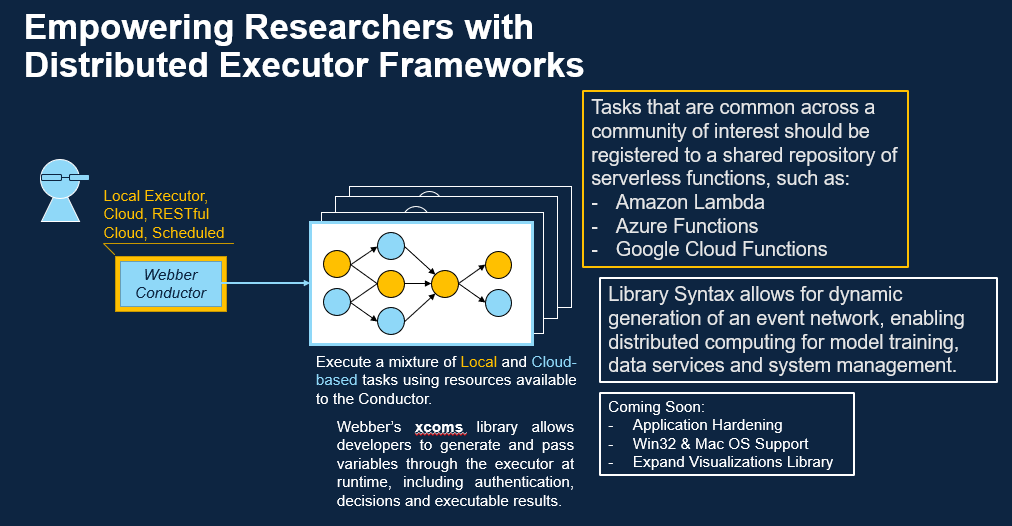 Empowering Researchers with
Distributed Executor Frameworks
Local Executor,
Cloud, RESTful
Cloud, Scheduled
Webber
Conductor
Execute a mixture of Local and Cloud-
based tasks using resources available
to the Conductor.
Webber’s xcoms library allows
developers to generate and pass
variables through the executor at
runtime, including authentication,
decisions and executable results.
Tasks that are common across a
community of interest should be
registered to a shared repository of
serverless functions, such as:
- Amazon Lambda
- Azure Functions
- Google Cloud Functions
Library Syntax allows for dynamic
generation of an event network, enabling
distributed computing for model training,
data services and system management.
Coming Soon:
- Application Hardening
- Win32 & Mac OS Support
- Expand Visualizations Library